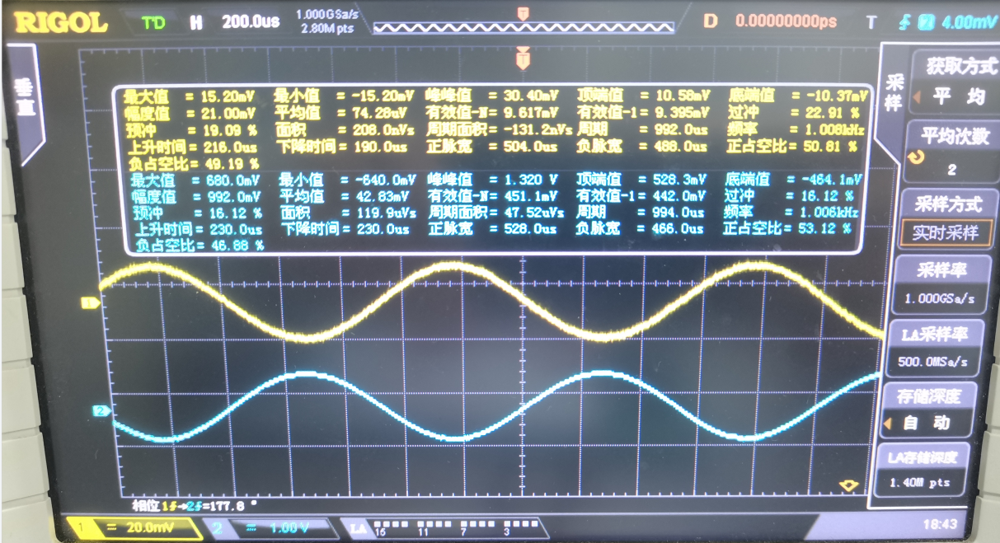 RIGOL T'D H 200.0us 1.000GSa/s D 0.00000000ps T 2 4.00mV
2.80M pts
T
T
垂直
最大值 = 15.20mV 最小值 = -15.20mV 峰峰值 = 30.40mV 顶端值 = 10.58mV 底端值 = -10.37mV
幅度值 = 21.00mV 平均值 = 74.28uV 有效值-N= 9.617mV 有效值-1= 9.395mV 过冲 = 22.91 %
预冲 = 19.09 % 面积 = 208.0nVs 周期面积= -131.2nVs 周期 = 992.0us 频率 = 1.008kHz
上升时间= 216.0us 下降时间= 190.0us 正脉宽 = 504.0us 负脉宽 = 488.0us 正占空比= 50.81 %
负占空比= 49.19 %
最大值 = 680.0mV 最小值 = -640.0mV 峰峰值 = 1.320 V 顶端值 = 528.3mV 底端值 = -464.1mV
幅度值 = 992.0mV 平均值 = 42.83mV 有效值-N= 451.1mV 有效值-1= 442.0mV 过冲 = 16.12 %
预冲 = 16.12 % 面积 = 119.9uVs 周期面积= 47.52uVs 周期 = 994.0us 频率 = 1.006kHz
上升时间= 230.0us 下降时间= 230.0us 正脉宽 = 528.0us 负脉宽 = 466.0us 正占空比= 53.12 %
负占空比= 46.88 %
1
2
相位1→2=177.8 °
采样
获取方式
平 均
平均次数
2
采样方式
实时采样
采样率
1.000GSa/s
LA采样率
500.0MSa/s
存储深度
自 动
LA存储深度
1.40M pts
1 = 20.0mV 2 = 1.00 V LA 15 11 7 3 18:43